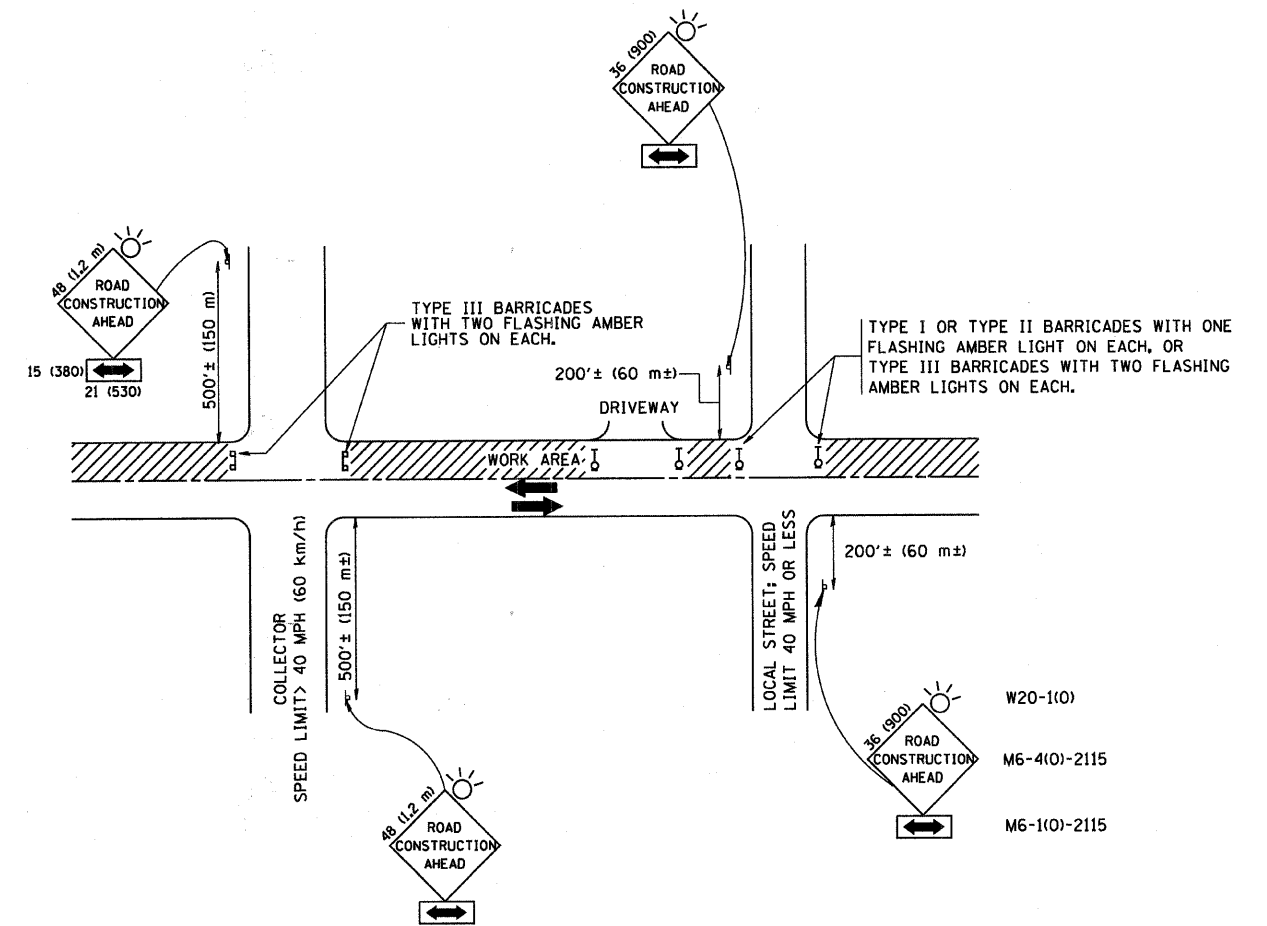 36 (900)
ROAD
CONSTRUCTION
AHEAD
48 (1.2 m)
ROAD
CONSTRUCTION
AHEAD
15 (380)
21 (530)
500'± (150 m)
TYPE III BARRICADES
WITH TWO FLASHING AMBER
LIGHTS ON EACH.
200'± (60 m±)
DRIVEWAY
TYPE I OR TYPE II BARRICADES WITH ONE
FLASHING AMBER LIGHT ON EACH, OR
TYPE III BARRICADES WITH TWO FLASHING
AMBER LIGHTS ON EACH.
WORK AREA
COLLECTOR
SPEED LIMIT> 40 MPH (60 km/h)
500'± (150 m±)
LOCAL STREET: SPEED
LIMIT 40 MPH OR LESS
200'± (60 m±)
48 (1.2 m)
ROAD
CONSTRUCTION
AHEAD
36 (900)
ROAD
CONSTRUCTION
AHEAD
W20-1(O)
M6-4(O)-2115
M6-1(O)-2115